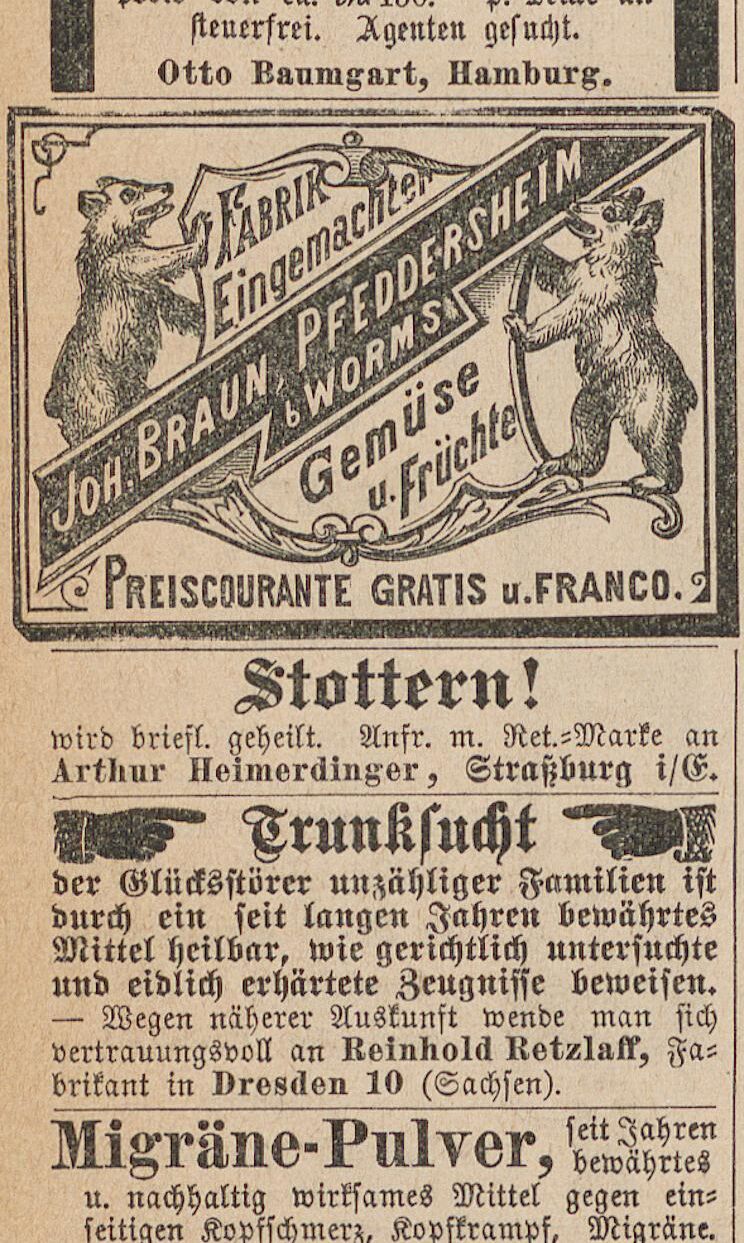 steuerfrei. Agenten gesucht.
Otto Baumgart, Hamburg.
FABRIK
Eingemachter
JOH. BRAUN, PFEDDERSHEIM
b WORMS
Gemüse
u. Früchte
PREISCOURANTE GRATIS u. FRANCO.
Stottern!
wird briefl. geheilt. Anfr. m. Ret.-Marke an
Arthur Heimerdinger, Straßburg i/E.
Trunksucht
der Glücksstörer unzähliger Familien ist
durch ein seit langen Jahren bewährtes
Mittel heilbar, wie gerichtlich untersuchte
und eidlich erhärtete Zeugnisse beweisen.
— Wegen näherer Auskunft wende man sich
vertrauungsvoll an Reinhold Retzlaff, Fa-
brikant in Dresden 10 (Sachsen).
Migräne-Pulver, seit Jahren
bewährtes
u. nachhaltig wirksames Mittel gegen ein-
seitigen Kopfschmerz, Kopfkrampf, Migräne.